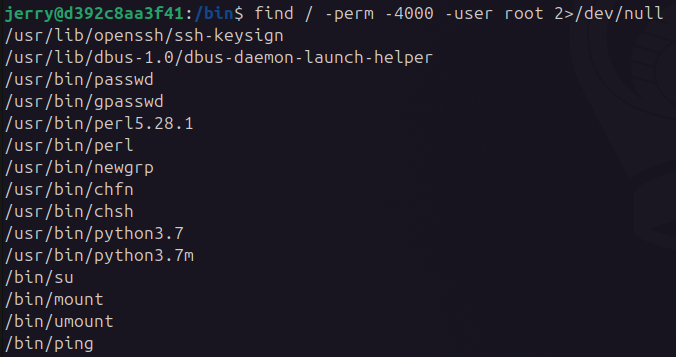 jerry@d392c8aa3f41:/bin$ find / -perm -4000 -user root 2>/dev/null
/usr/lib/openssh/ssh-keysign
/usr/lib/dbus-1.0/dbus-daemon-launch-helper
/usr/bin/passwd
/usr/bin/gpasswd
/usr/bin/perl5.28.1
/usr/bin/perl
/usr/bin/newgrp
/usr/bin/chfn
/usr/bin/chsh
/usr/bin/python3.7
/usr/bin/python3.7m
/bin/su
/bin/mount
/bin/umount
/bin/ping